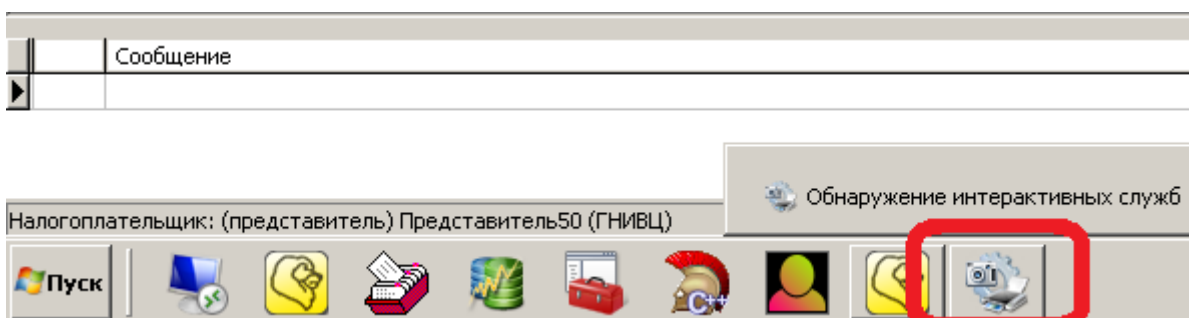 Сообщение
Обнаружение интерактивных служб
Налогоплательщик: (представитель) Представитель50 (ГНИВЦ)
Пуск
C++